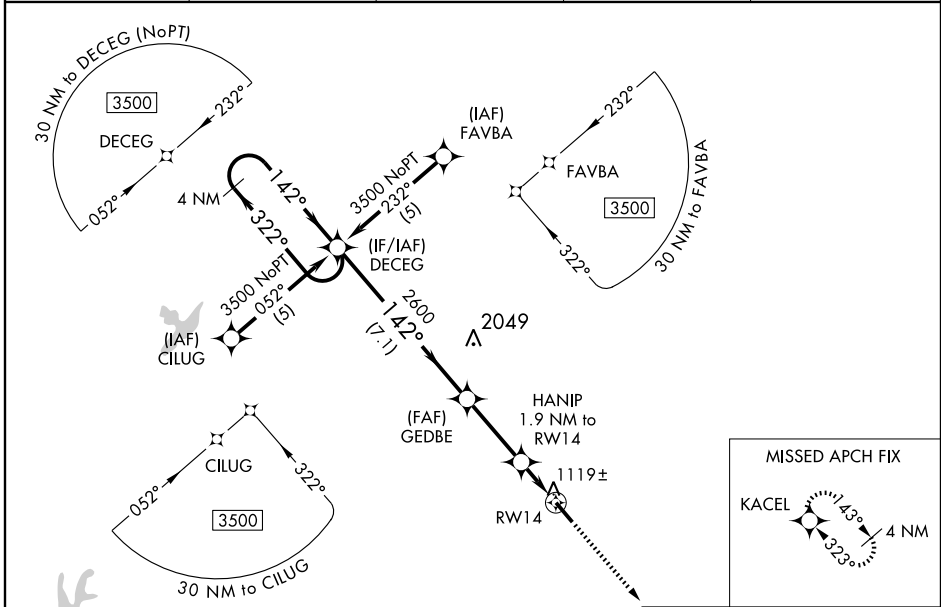 30 NM to DECEG (NoPT)
3500
232°
DECEG
052°
4 NM
142°
322°
(IAF)
FAVBA
3500 NoPT
232°
(5)
(IF/IAF)
DECEG
3500 NoPT
052°
(5)
(IAF)
CILUG
232°
FAVBA
3500
322°
30 NM to FAVBA
2600
142°
(7.1)
2049
(FAF)
GEDBE
HANIP
1.9 NM to
RW14
1119±
RW14
CILUG
052°
322°
3500
30 NM to CILUG
MISSED APCH FIX
KACEL
143°
4 NM
323°